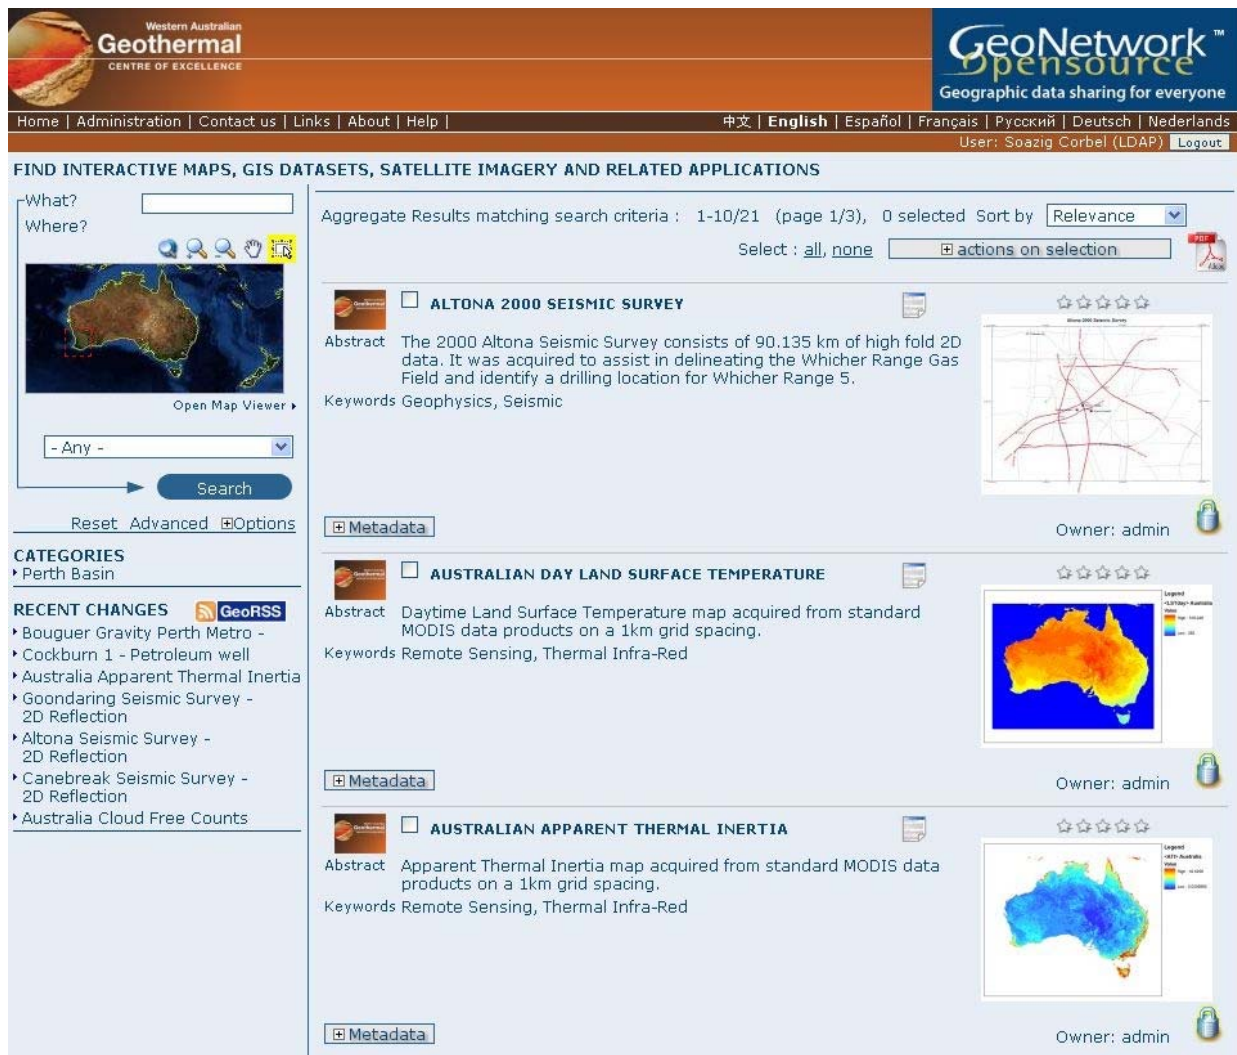 Western Australian
Geothermal
CENTRE OF EXCELLENCE
GeoNetwork™
Opensource
Geographic data sharing for everyone
Home | Administration | Contact us | Links | About | Help |
中文 | English | Español | Français | Русский | Deutsch | Nederlands
User: Soazig Corbel (LDAP) Logout
FIND INTERACTIVE MAPS, GIS DATASETS, SATELLITE IMAGERY AND RELATED APPLICATIONS
What?
Where?
Open Map Viewer
- Any -
Search
Reset Advanced Options
CATEGORIES
Perth Basin
RECENT CHANGES GeoRSS
Bouguer Gravity Perth Metro -
Cockburn 1 - Petroleum well
Australia Apparent Thermal Inertia
Goondaring Seismic Survey -
2D Reflection
Altona Seismic Survey -
2D Reflection
Canebreak Seismic Survey -
2D Reflection
Australia Cloud Free Counts
Aggregate Results matching search criteria : 1-10/21 (page 1/3), 0 selected Sort by Relevance
Select : all, none actions on selection
PDF
ALTONA 2000 SEISMIC SURVEY
Abstract The 2000 Altona Seismic Survey consists of 90.135 km of high fold 2D
data. It was acquired to assist in delineating the Whicher Range Gas
Field and identify a drilling location for Whicher Range 5.
Keywords Geophysics, Seismic
Altona 2000 Seismic Survey
Metadata
Owner: admin
AUSTRALIAN DAY LAND SURFACE TEMPERATURE
Abstract Daytime Land Surface Temperature map acquired from standard
MODIS data products on a 1km grid spacing.
Keywords Remote Sensing, Thermal Infra-Red
Legend
Value
Metadata
Owner: admin
AUSTRALIAN APPARENT THERMAL INERTIA
Abstract Apparent Thermal Inertia map acquired from standard MODIS data
products on a 1km grid spacing.
Keywords Remote Sensing, Thermal Infra-Red
Legend
<ATI> Australia
Value
Metadata
Owner: admin